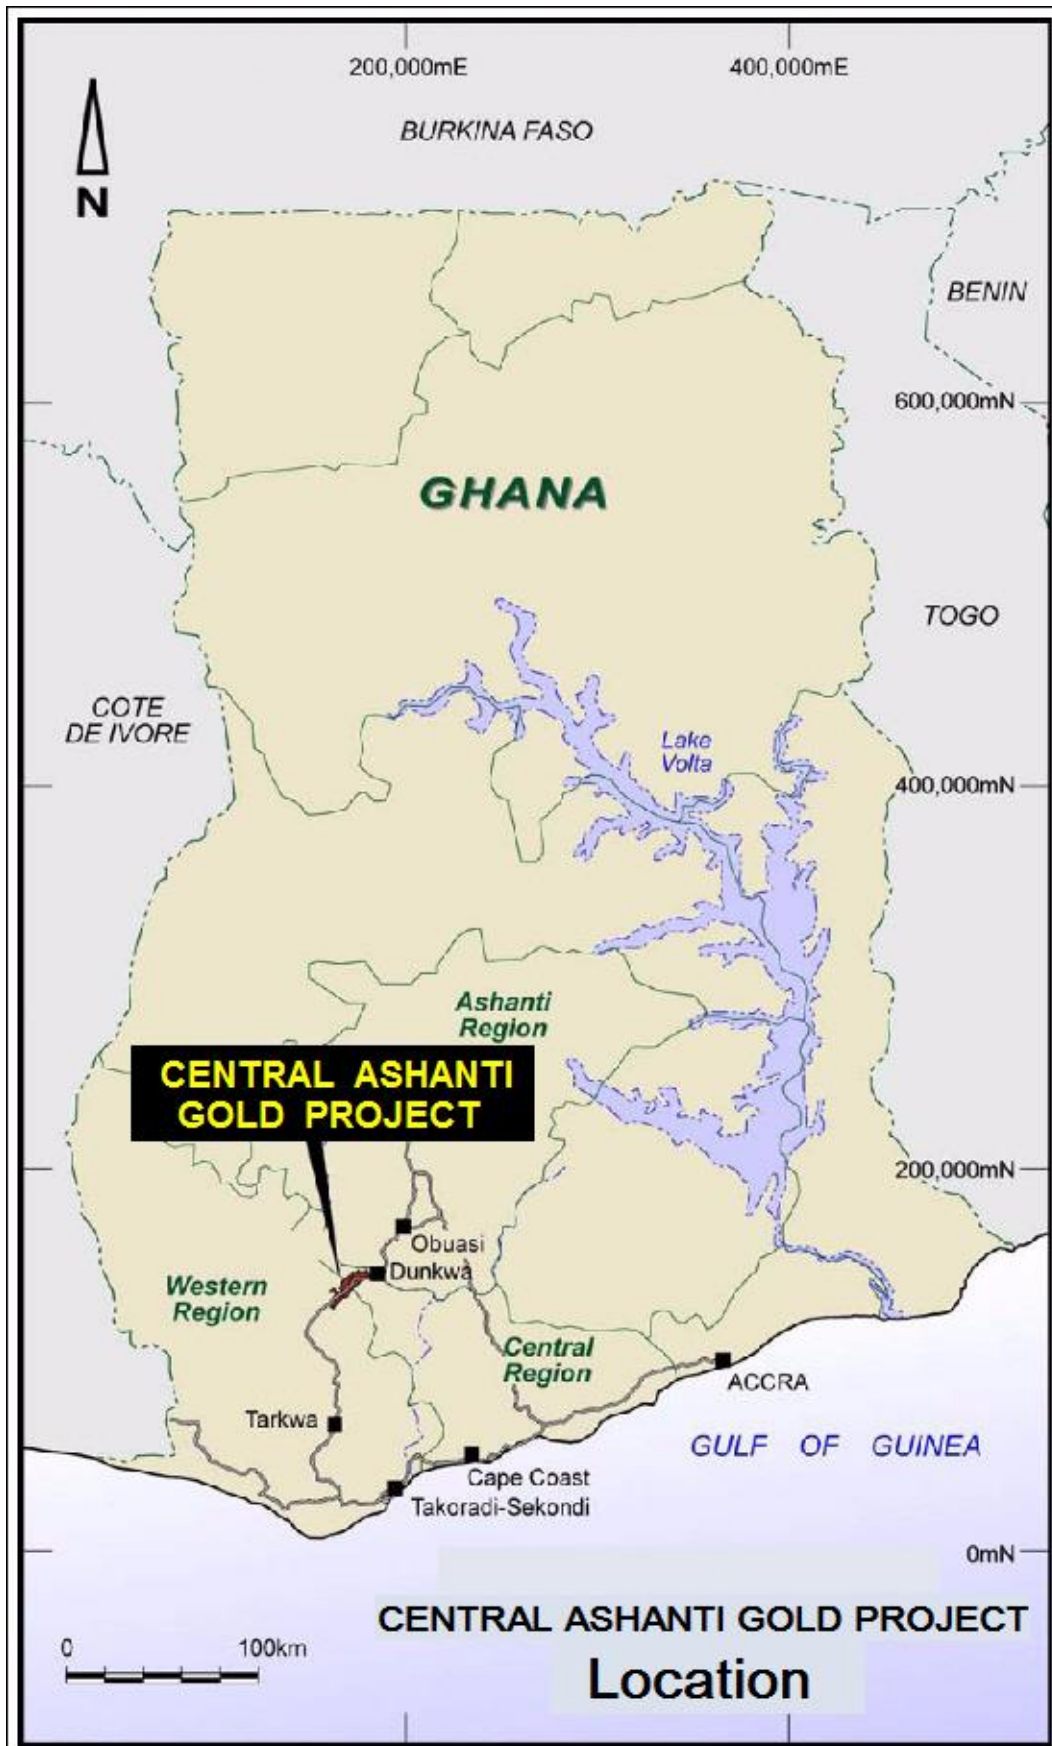 200,000mE
400,000mE
BURKINA FASO
N
BENIN
600,000mN
GHANA
TOGO
COTE
DE IVORE
Lake
Volta
400,000mN
Ashanti
Region
CENTRAL ASHANTI
GOLD PROJECT
200,000mN
Obuasi
Dunkwa
Western
Region
Central
Region
ACCRA
Tarkwa
GULF OF GUINEA
Cape Coast
Takoradi-Sekondi
0mN
CENTRAL ASHANTI GOLD PROJECT
Location
0 100km